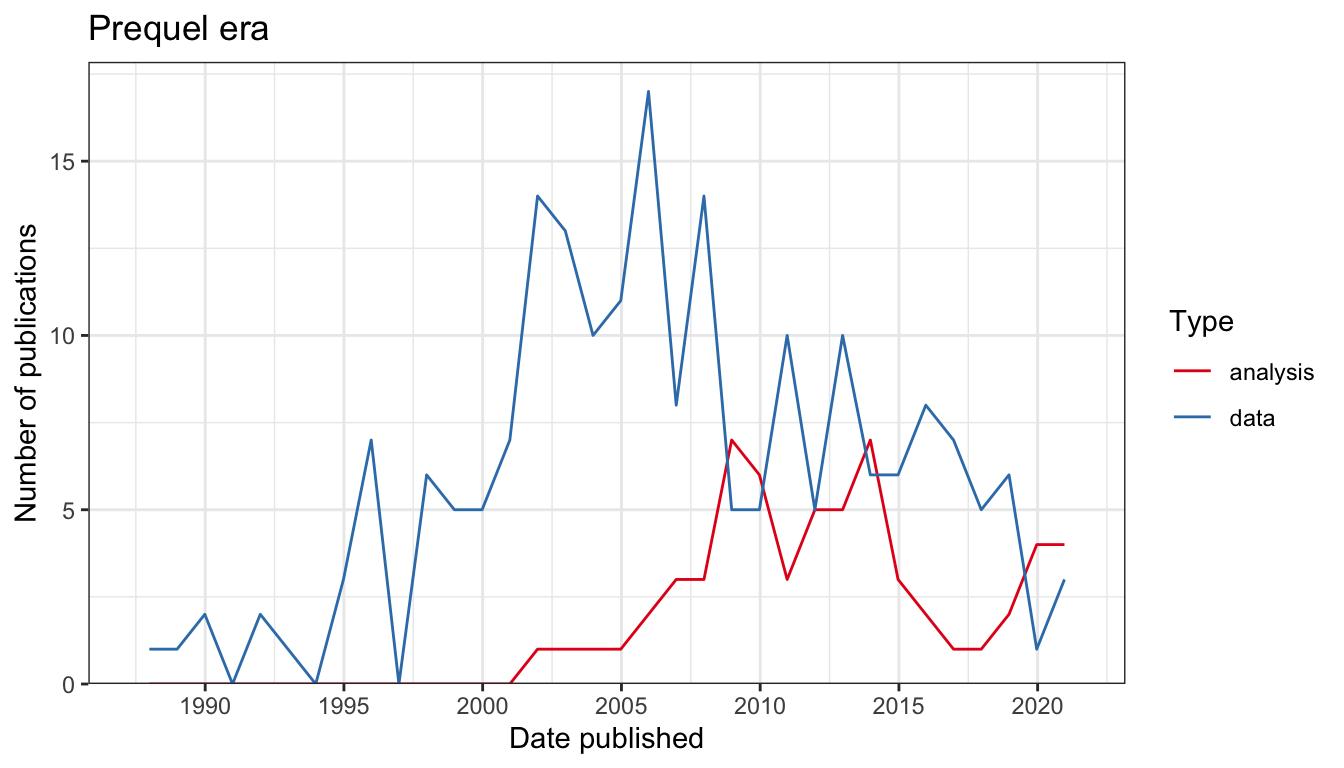 Prequel era
Number of publications
15
10
5
0
1990 1995 2000 2005 2010 2015 2020
Date published
Type
analysis
data